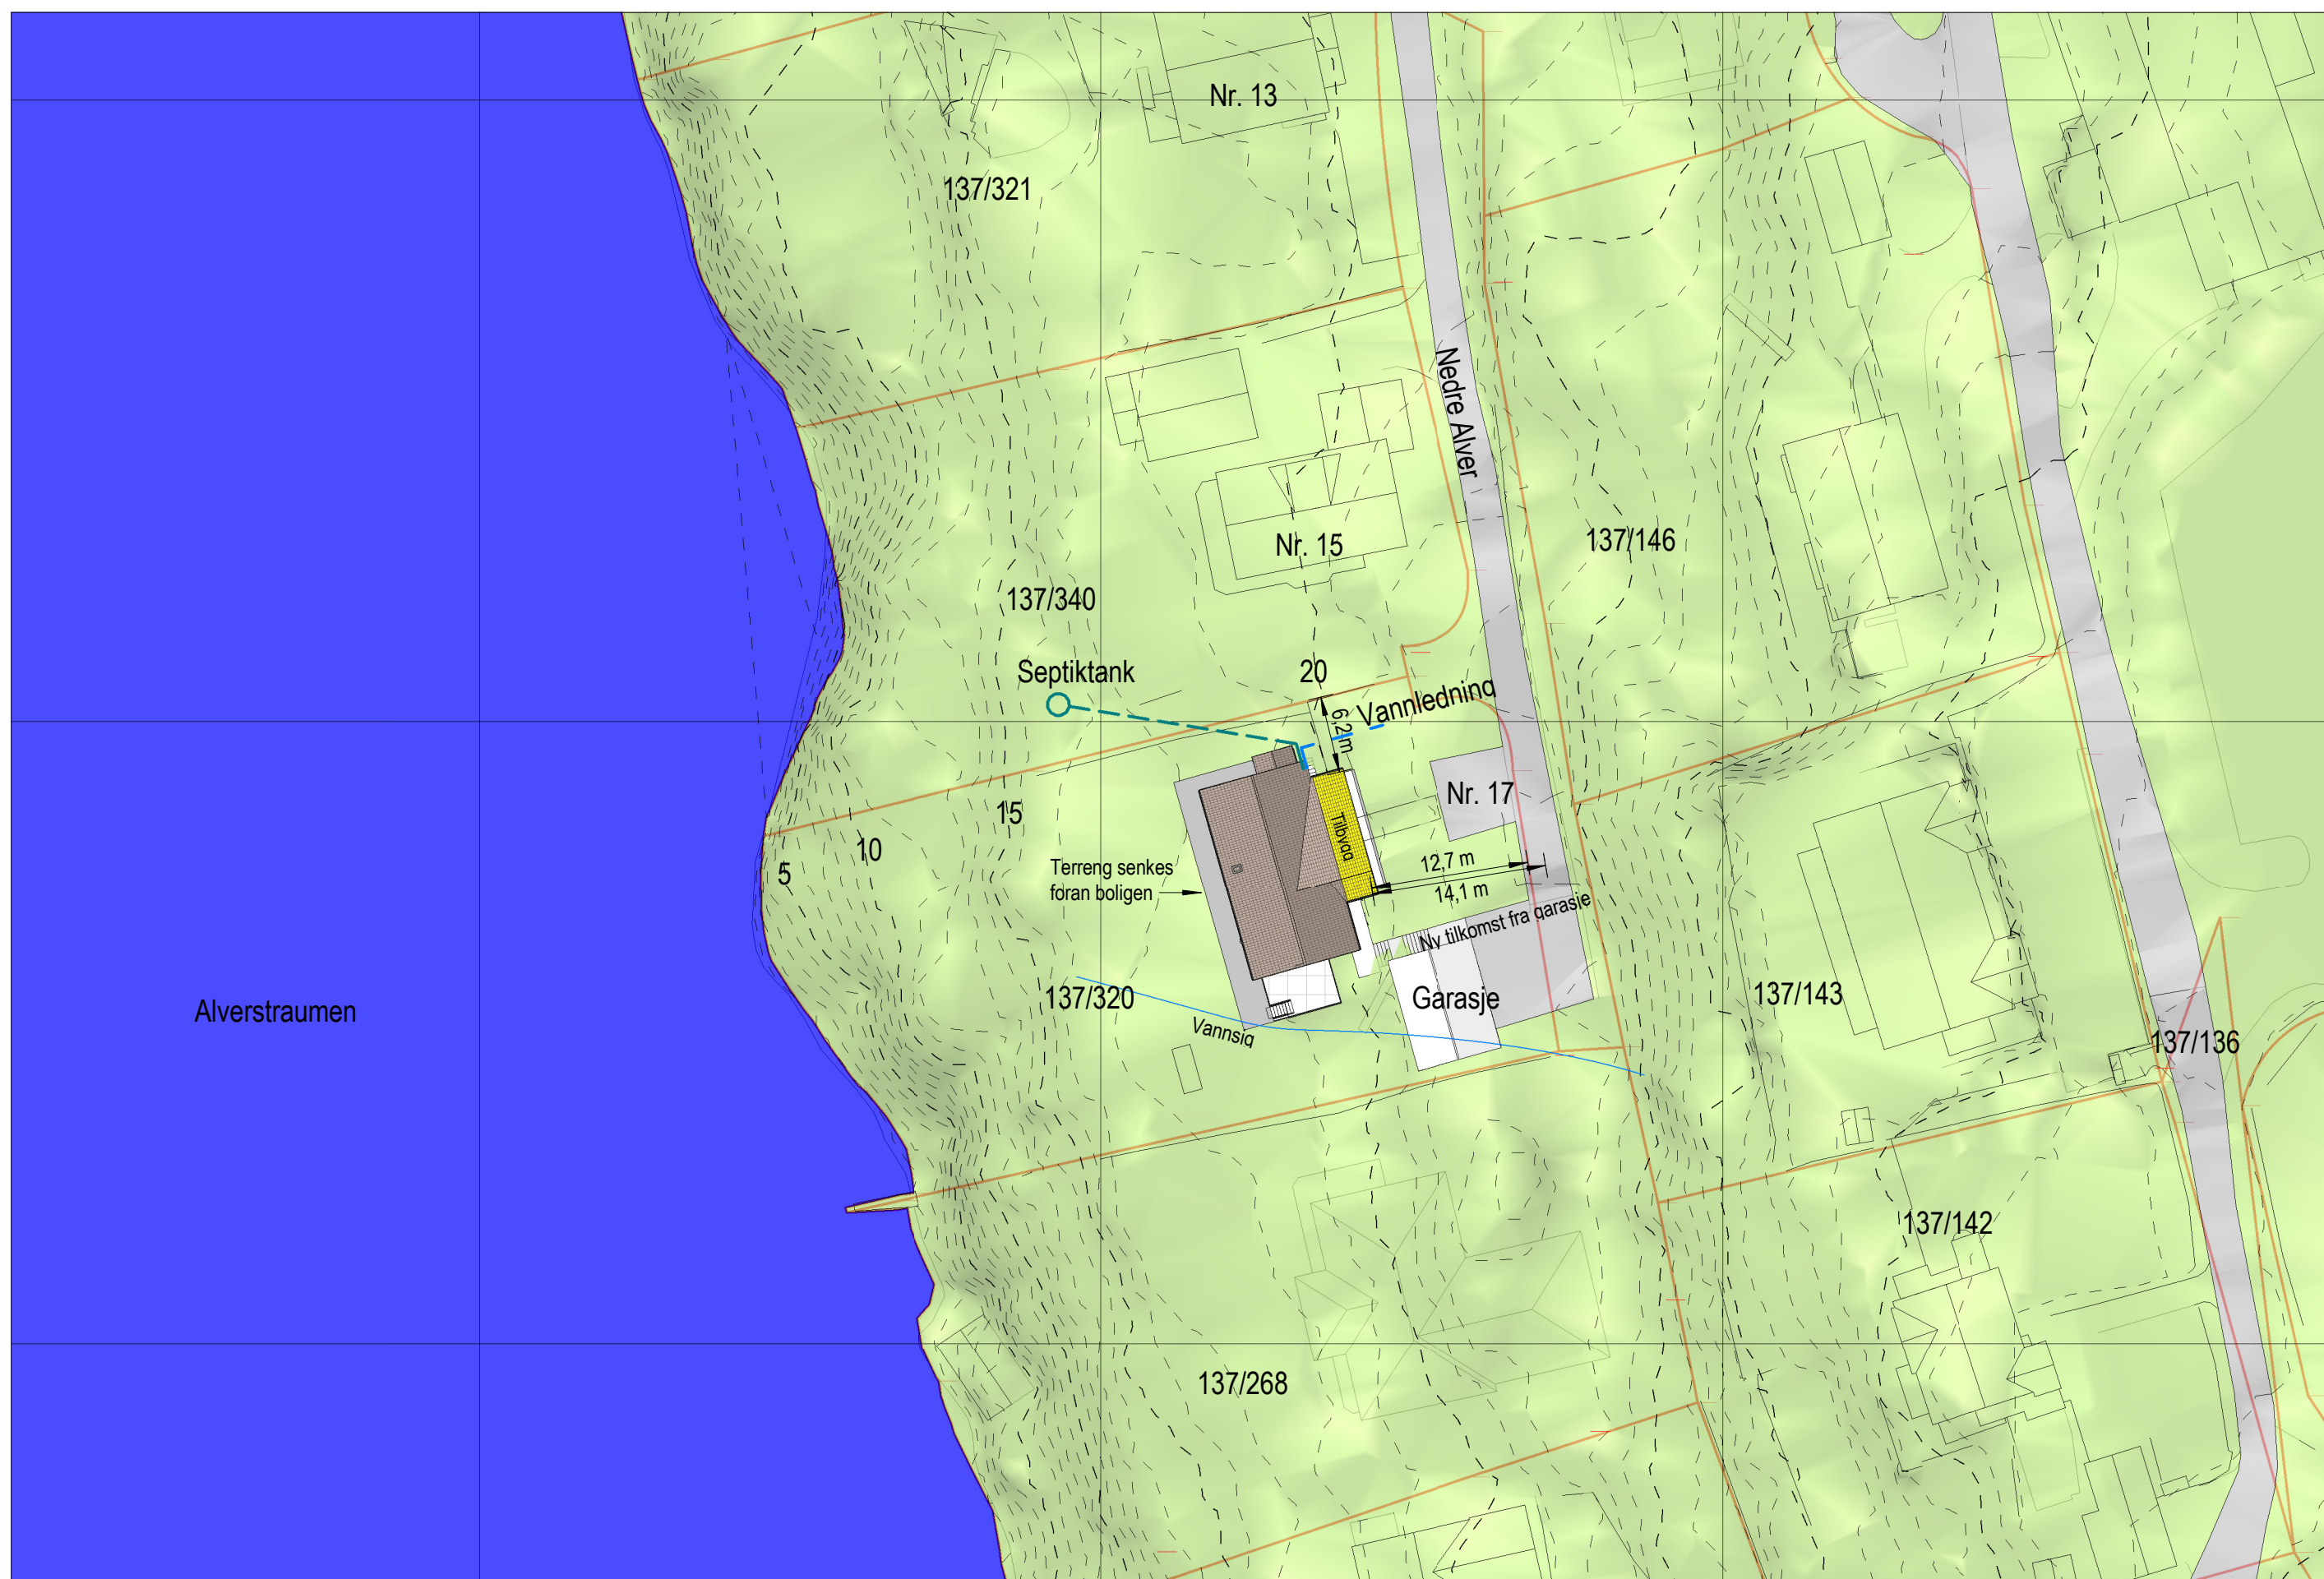 Nr. 13
137/321
Nedre Alver
Nr. 15
137/146
137/340
Septiktank
20
Vannledning
6,2 m
Nr. 17
15
Tilbygg
10
5
Terreng senkes
foran boligen
12,7 m
14,1 m
Ny tilkomst fra garasje
137/320
Garasje
137/143
Alverstraumen
Vannsig
137/136
137/142
137/268